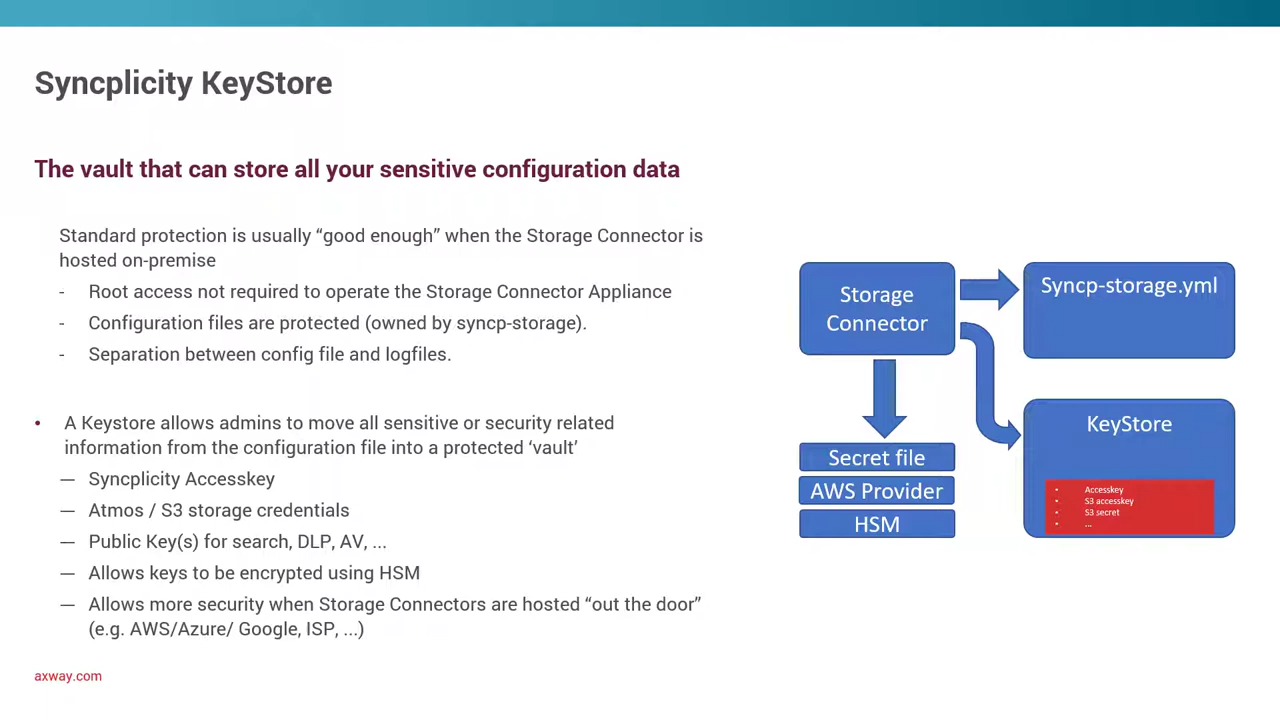 Syncplicity KeyStore
The vault that can store all your sensitive configuration data
Standard protection is usually “good en” when the Storage Connector is
hosted on-premise
- Root access not required to operate the Storage Connector Appliance
- Configuration files are protected (owned by syncp-storage).
- Separation between config file and logfiles.
• A Keystore allows admins to move all sensitive or security related
information from the configuration file into a protected ‘vault’
— Syncplicity Accesskey
— Atmos / S3 storage credentials
— Public Key(s) for search, DLP, AV, ...
— Allows keys to be encrypted using HSM
— Allows more security when Storage Connectors are hosted “out the door”
(e.g. AWS/Azure/ Google, ISP, ...)
Storage
Connector
Syncp-storage.yml
Secret file
AWS Provider
HSM
KeyStore
• Accesskey
• S3 accesskey
• S3 secret
• ...
axway.com